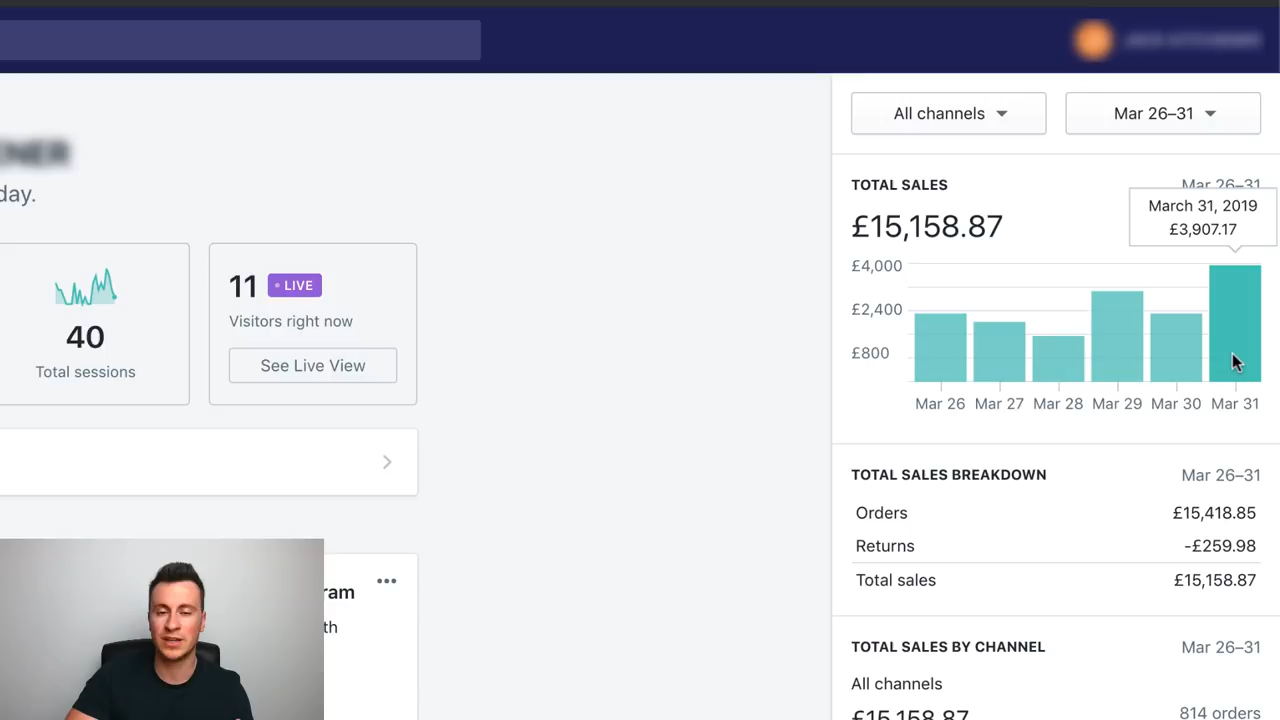 day.
40
Total sessions
11 • LIVE
Visitors right now
See Live View
ram
th
All channels
Mar 26–31
TOTAL SALES
Mar 26–31
£15,158.87
March 31, 2019
£3,907.17
£4,000
£2,400
£800
Mar 26 Mar 27 Mar 28 Mar 29 Mar 30 Mar 31
TOTAL SALES BREAKDOWN Mar 26–31
Orders £15,418.85
Returns -£259.98
Total sales £15,158.87
TOTAL SALES BY CHANNEL Mar 26–31
All channels
£15,158.87 814 orders